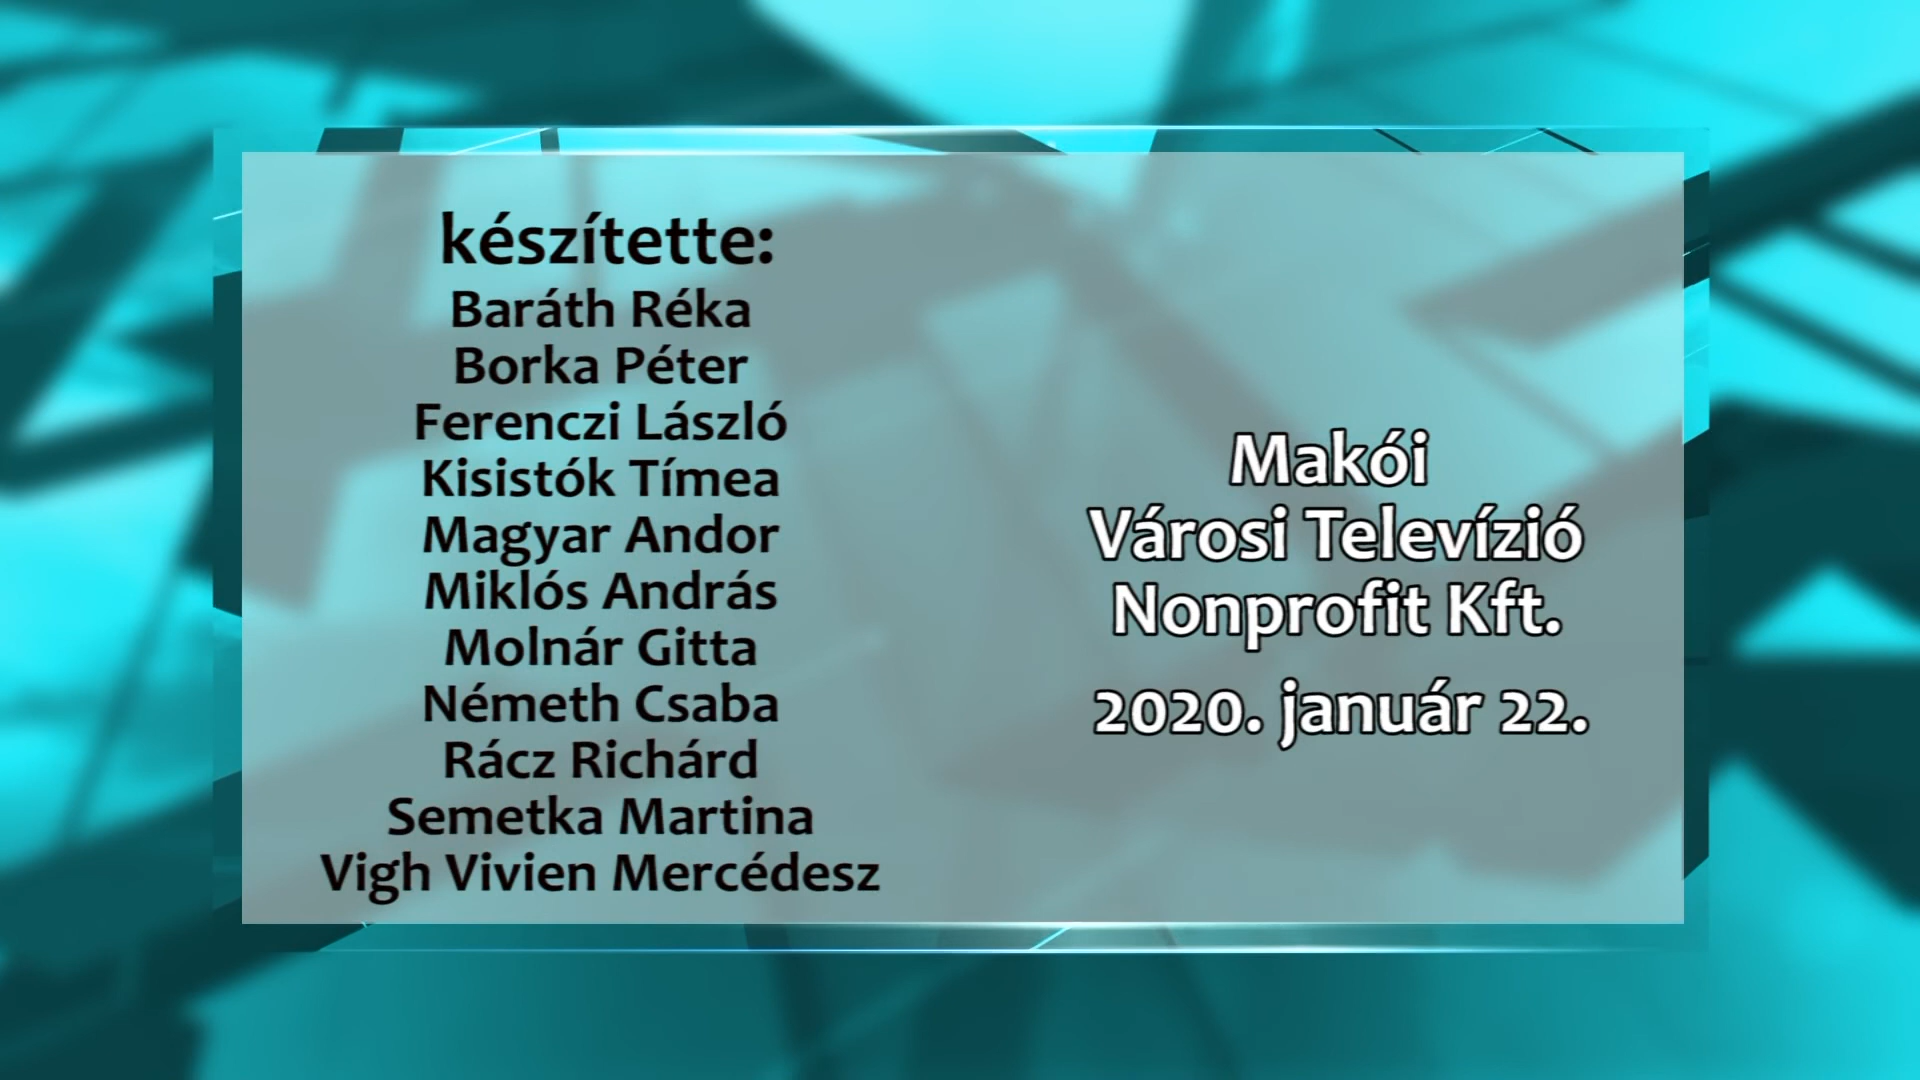 készítette:
Baráth Réka
Borka Péter
Ferenczi László
Kisistók Tímea
Magyar Andor
Miklós András
Molnár Gitta
Németh Csaba
Rácz Richárd
Semetka Martina
Vigh Vivien Mercédesz
Makói
Városi Televízió
Nonprofit Kft.
2020. január 22.